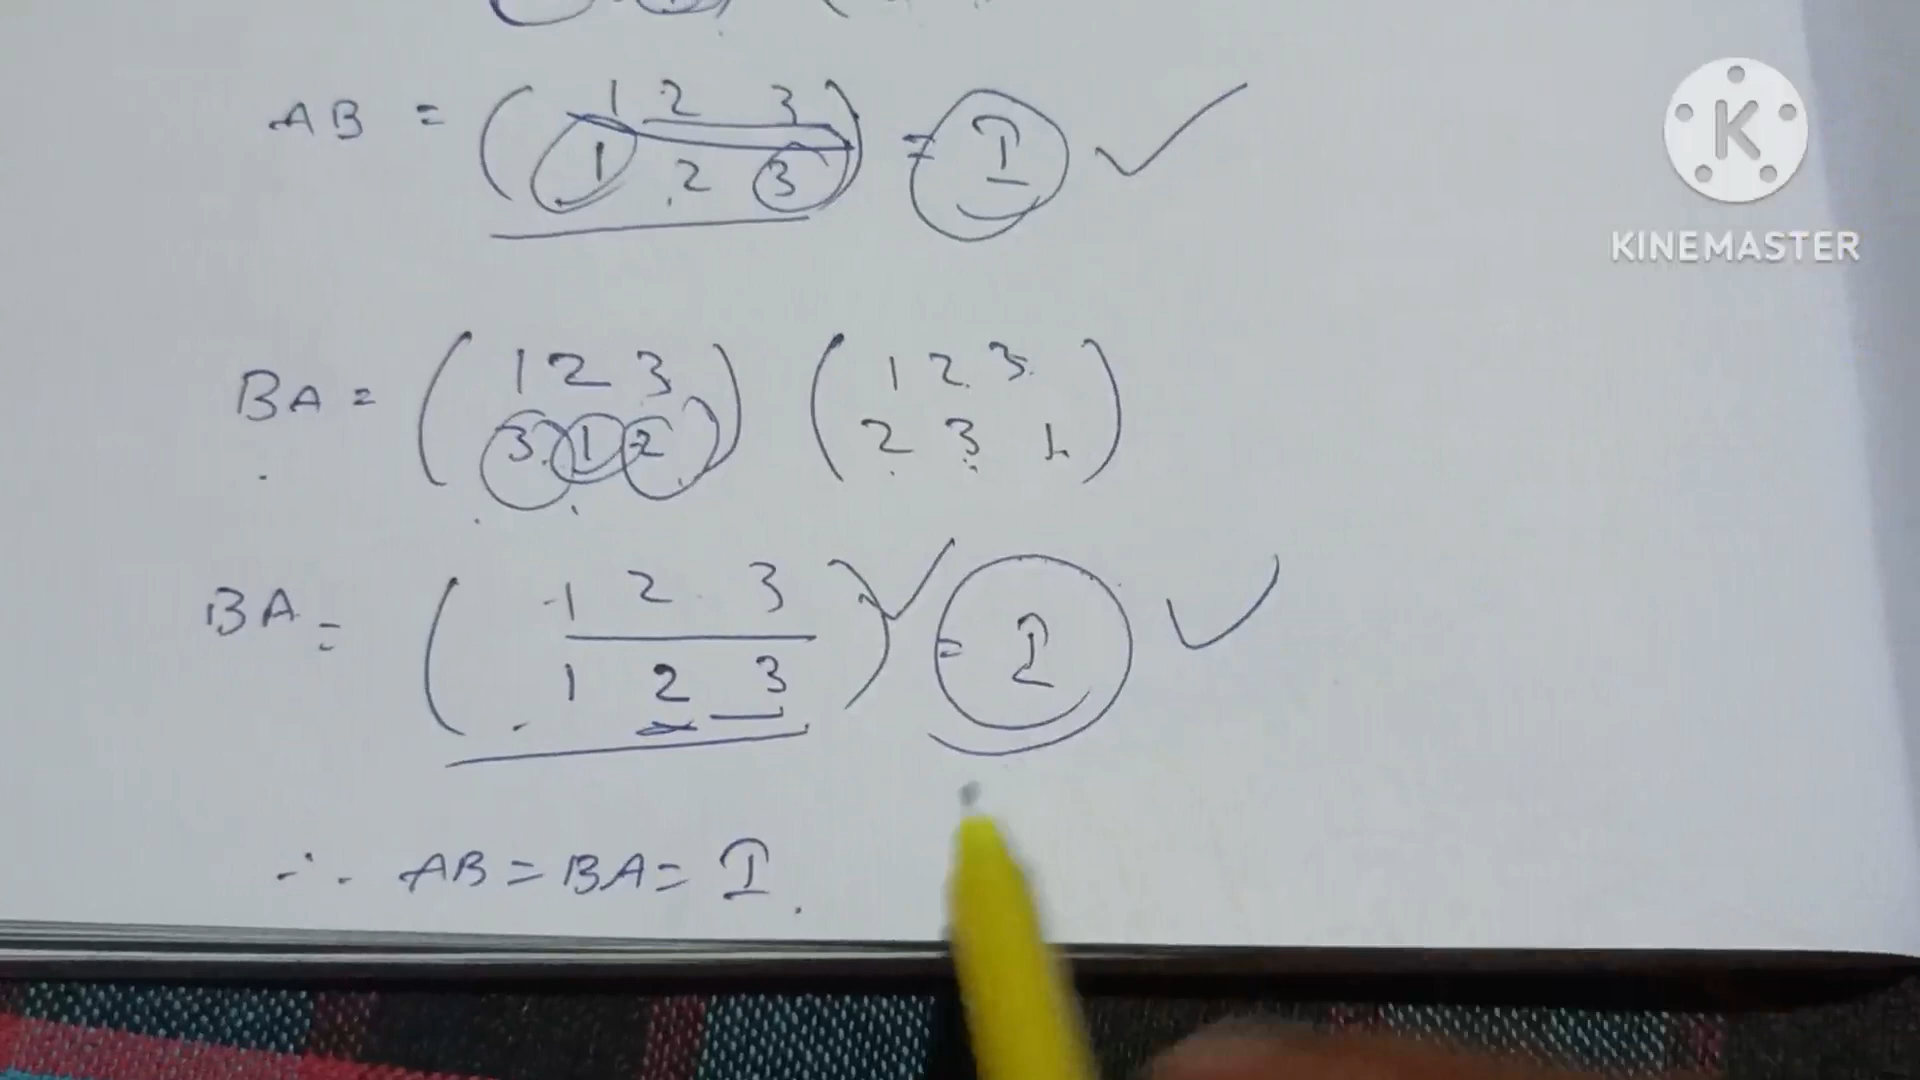 AB = ( 1 2 3 ) = I ✓
( 1 2 3 )
K
KINEMASTER
BA = ( 1 2 3 ) ( 1 2 3 )
( 3 1 2 ) ( 2 3 1 )
BA = ( 1 2 3 ) ✓ = I ✓
( 1 2 3 )
∴ AB = BA = I.